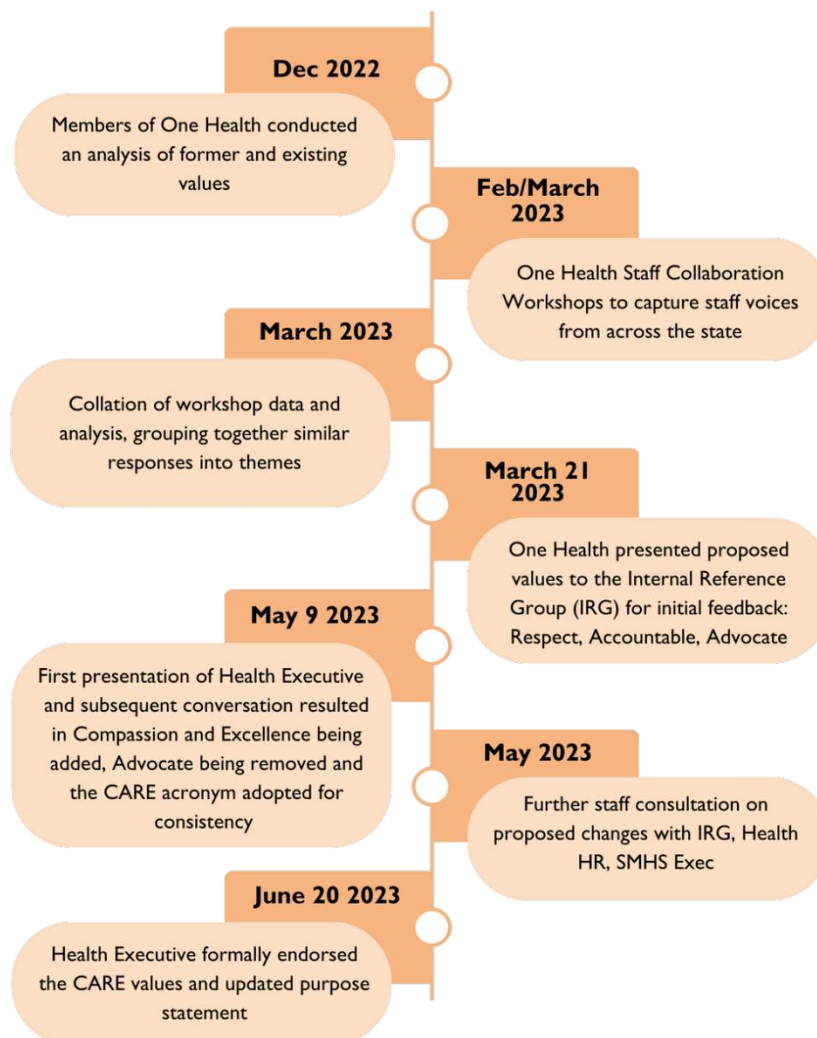 Dec 2022
Members of One Health conducted
an analysis of former and existing
values
Feb/March
2023
One Health Staff Collaboration
Workshops to capture staff voices
from across the state
March 2023
Collation of workshop data and
analysis, grouping together similar
responses into themes
March 21
2023
One Health presented proposed
values to the Internal Reference
Group (IRG) for initial feedback:
Respect, Accountable, Advocate
May 9 2023
First presentation of Health Executive
and subsequent conversation resulted
in Compassion and Excellence being
added, Advocate being removed and
the CARE acronym adopted for
consistency
May 2023
Further staff consultation on
proposed changes with IRG, Health
HR, SMHS Exec
June 20 2023
Health Executive formally endorsed
the CARE values and updated purpose
statement